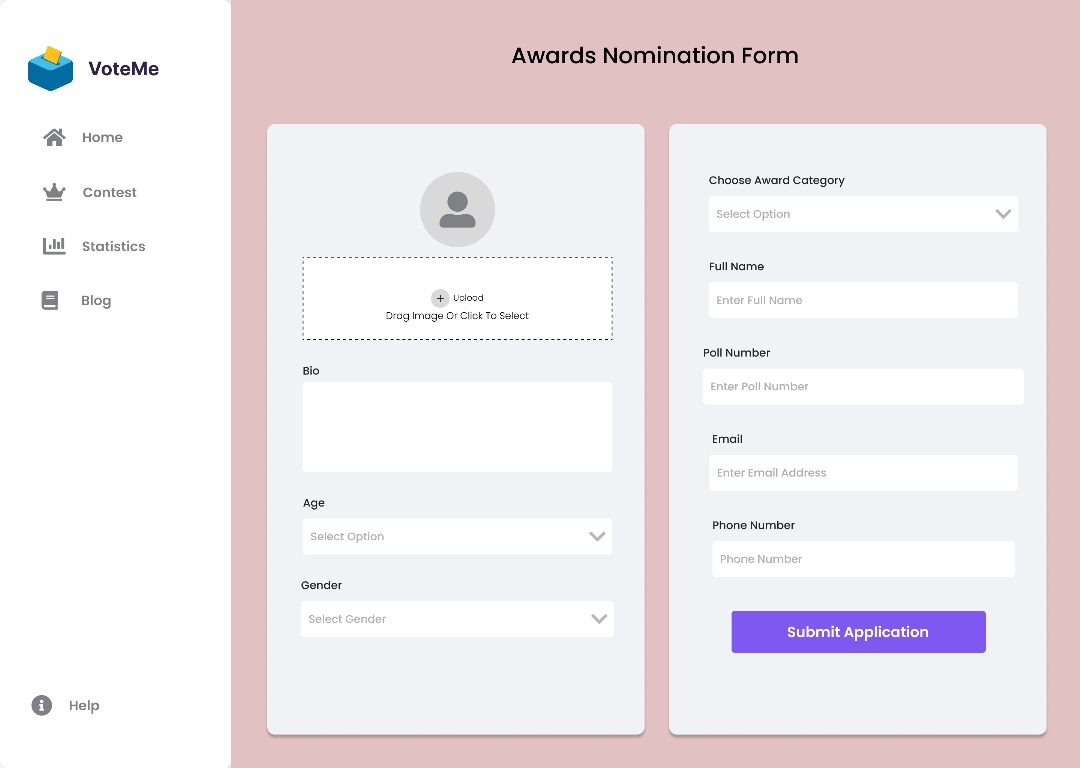 VoteMe
Home
Contest
Statistics
Blog
Help
Awards Nomination Form
Upload
Drag Image Or Click To Select
Bio
Age
Select Option
Gender
Select Gender
Choose Award Category
Select Option
Full Name
Enter Full Name
Poll Number
Enter Poll Number
Email
Enter Email Address
Phone Number
Phone Number
Submit Application